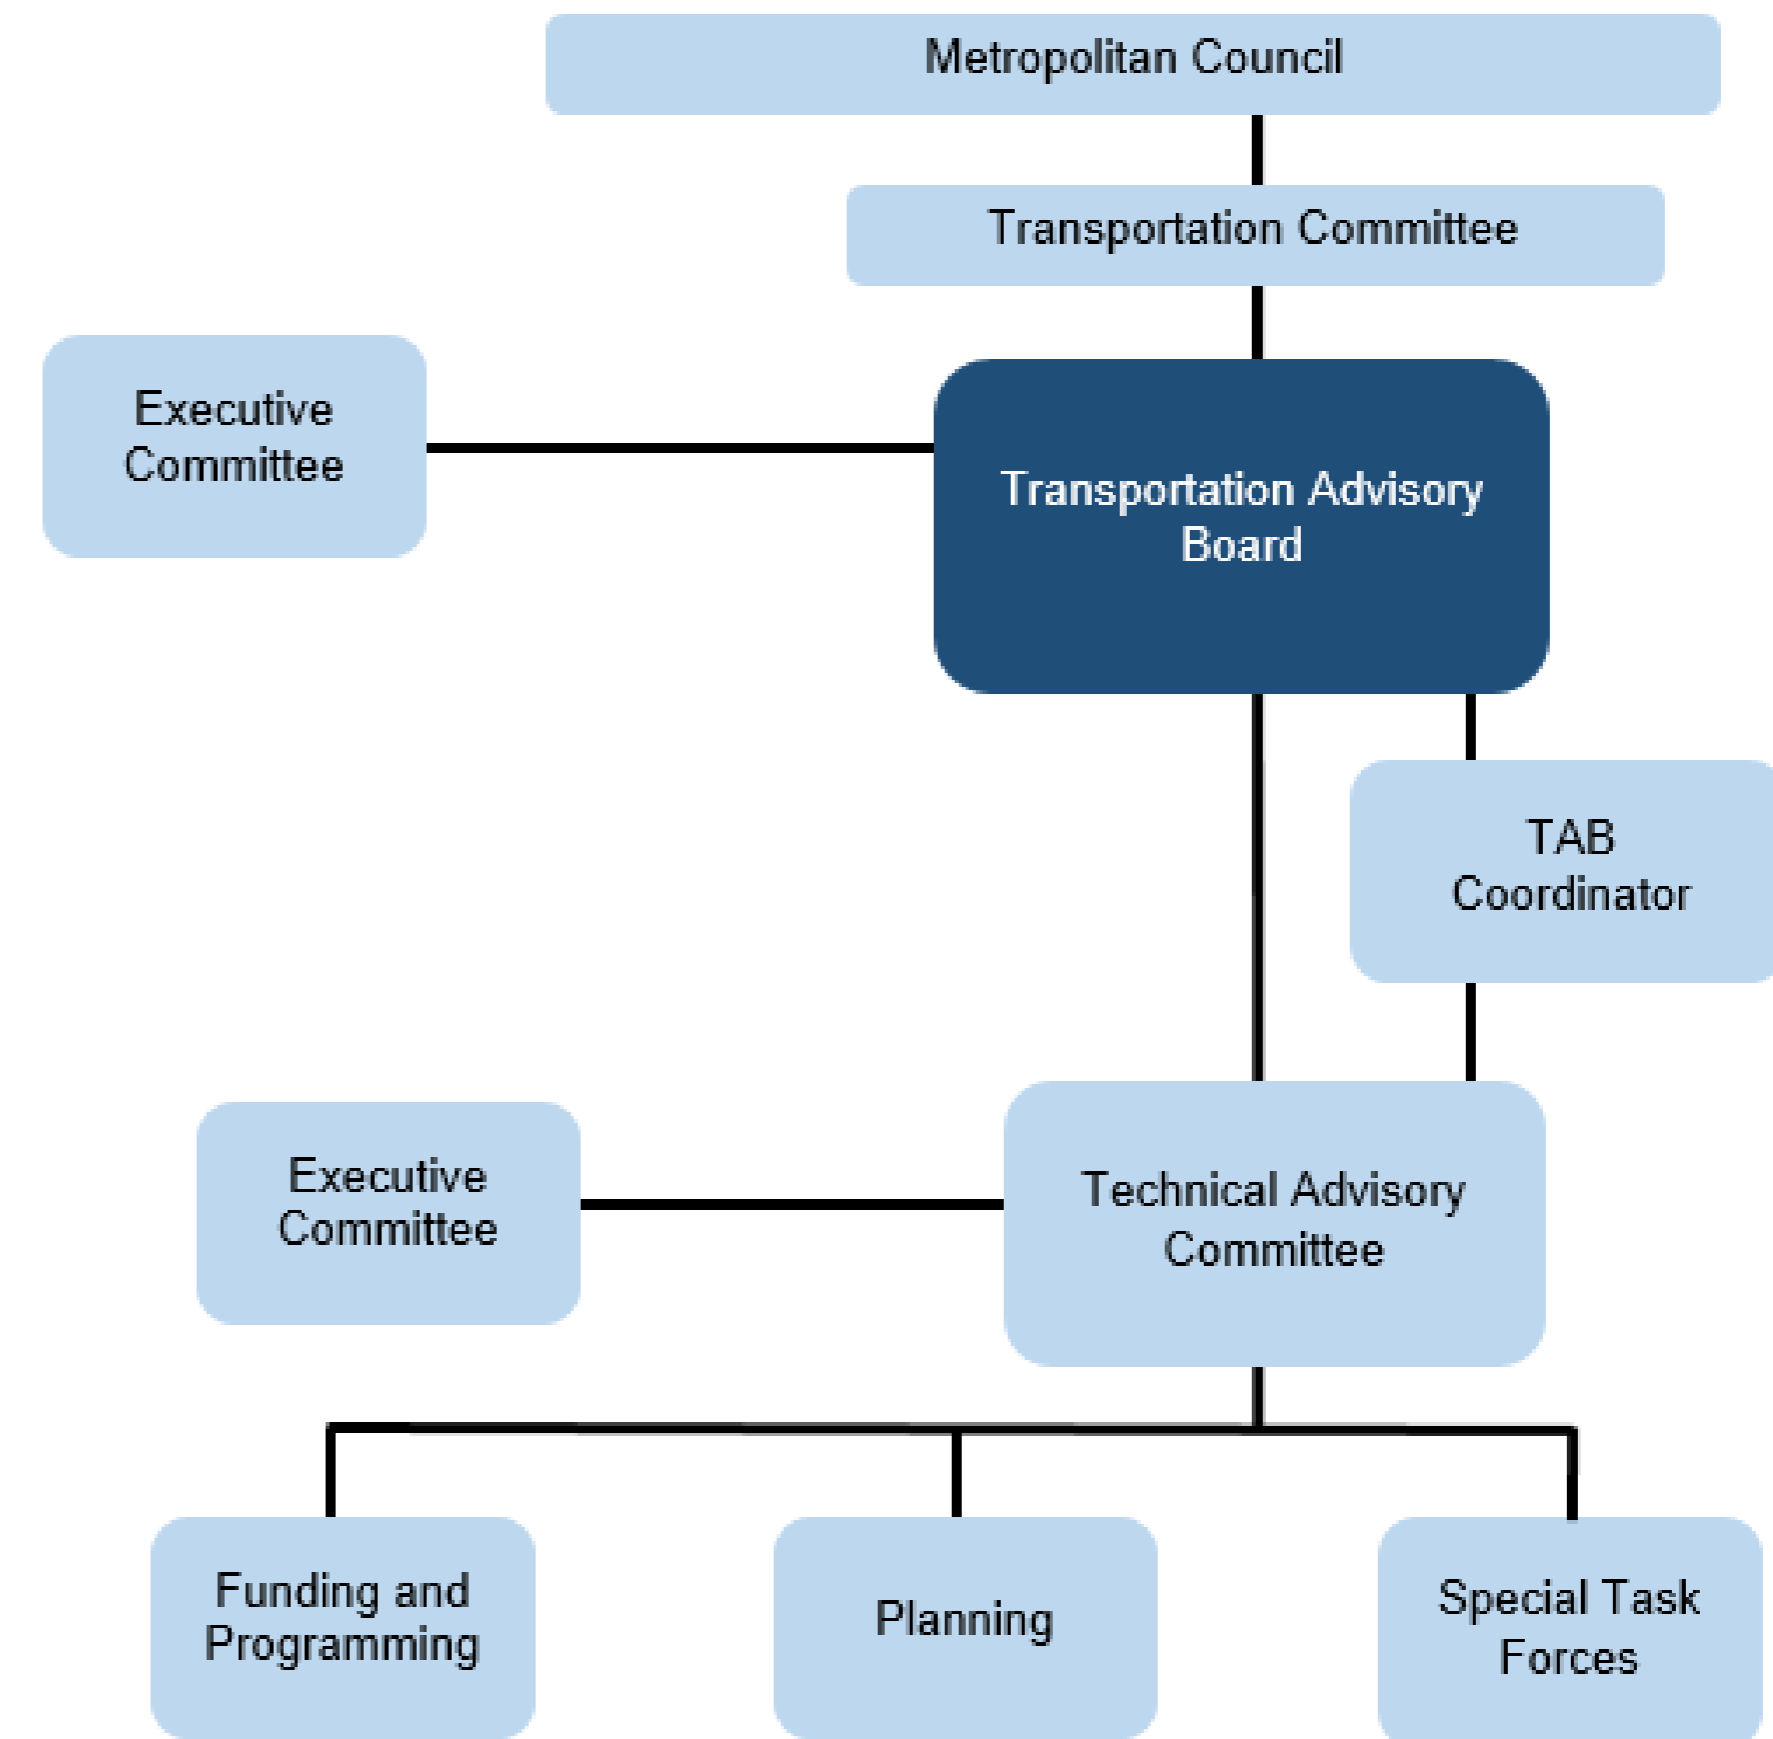 Metropolitan Council
Transportation Committee
Executive
Committee
Transportation Advisory
Board
TAB
Coordinator
Executive
Committee
Technical Advisory
Committee
Funding and
Programming
Planning
Special Task
Forces